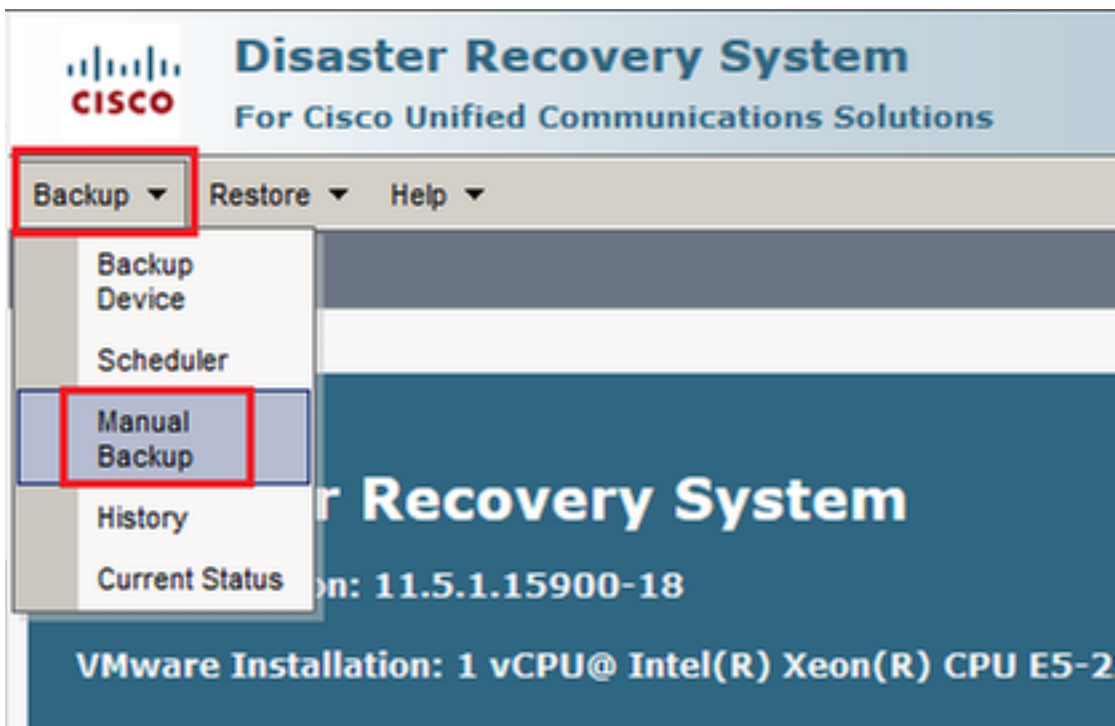 CISCO
Disaster Recovery System
For Cisco Unified Communications Solutions
Backup Restore Help
Backup
Device
Scheduler
Manual
Backup
History
Current Status
r Recovery System
on: 11.5.1.15900-18
VMware Installation: 1 vCPU@ Intel(R) Xeon(R) CPU E5-2